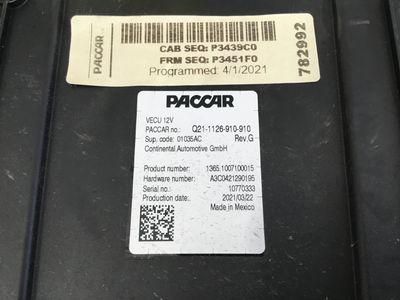 PACCAR
CAB SEQ: P3439C0
FRM SEQ: P3451F0
Programmed: 4/1/2021
782992
PACCAR
VECU 12V
PACCAR no.: Q21-1126-910-910
Sup. code: 01035AC Rev.G
Continental Automotive GmbH
Product number: 1365.1007100015
Hardware number: A3C0421290195
Serial no.: 10770333
Production date: 2021/03/22
Made in Mexico